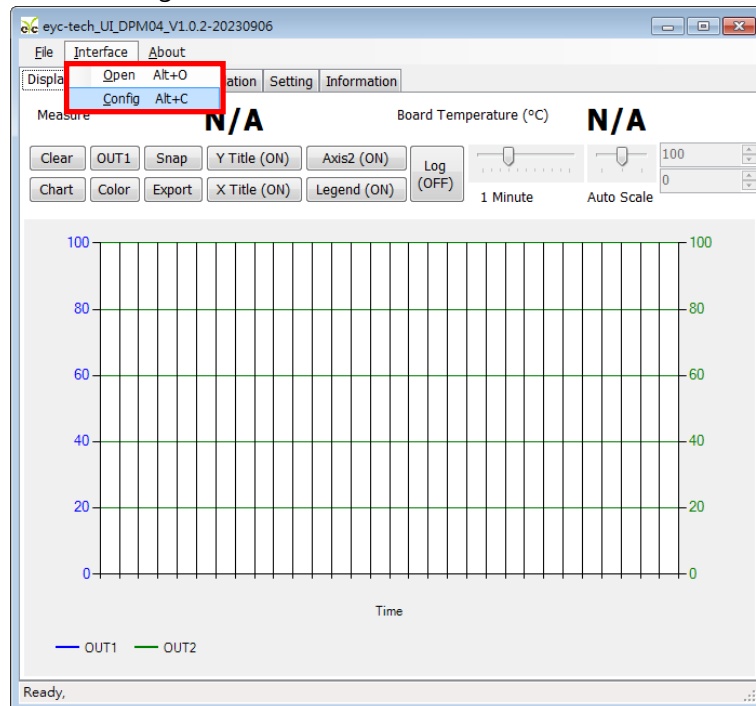 eyc-tech_UI_DPM04_V1.0.2-20230906
File Interface About
Open Alt+O
Config Alt+C
Displa ation Setting Information
Measure N/A Board Temperature (°C) N/A
Clear OUT1 Snap Y Title (ON) Axis2 (ON) Log (OFF) 100
Chart Color Export X Title (ON) Legend (ON) 1 Minute Auto Scale 0
100 100
80 80
60 60
40 40
20 20
0 0
Time
OUT1 OUT2
Ready,